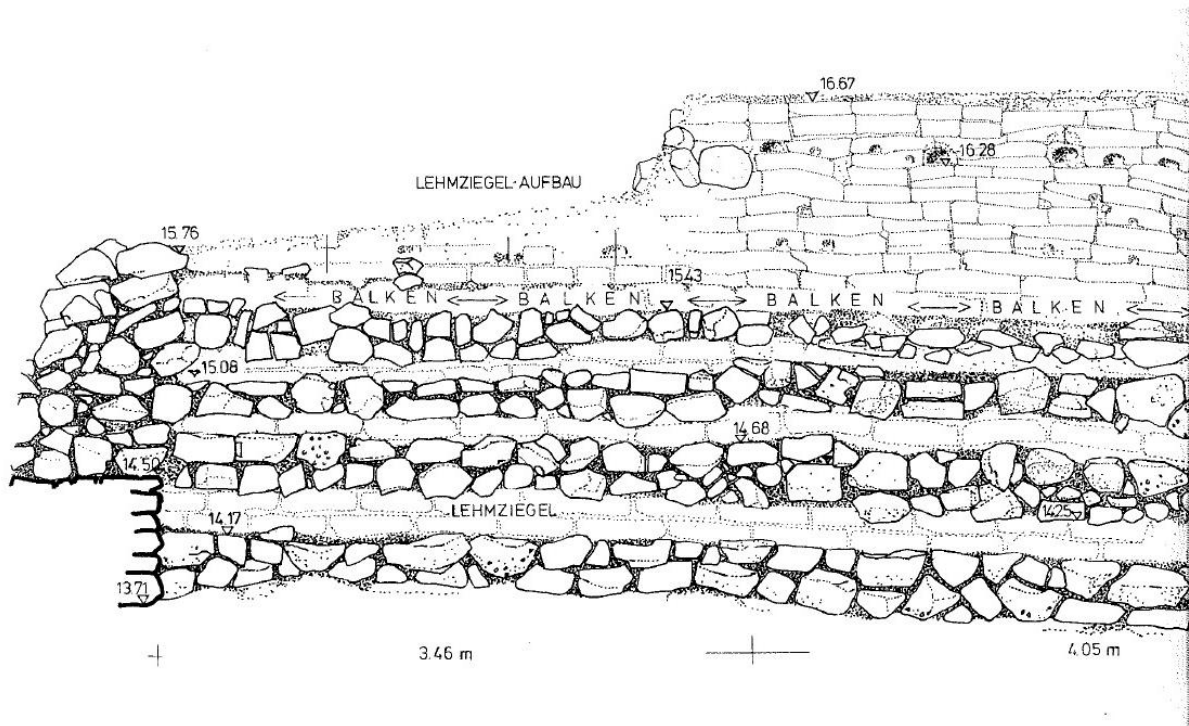 16.67
16.28
LEHMZIEGEL-AUFBAU
15.76
15.43
BALKEN BALKEN BALKEN BALKEN
15.08
14.68
14.50
LEHMZIEGEL
14.25
14.17
13.71
3.46 m 4.05 m